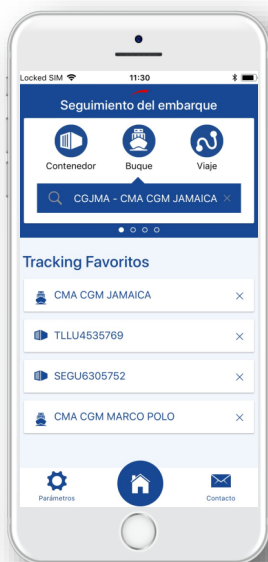 Locked SIM 11:30
Seguimiento del embarque
Contenedor Buque Viaje
CGJMA - CMA CGM JAMAICA ×
Tracking Favoritos
CMA CGM JAMAICA ×
TLLU4535769 ×
SEGU6305752 ×
CMA CGM MARCO POLO ×
Parámetros Contacto